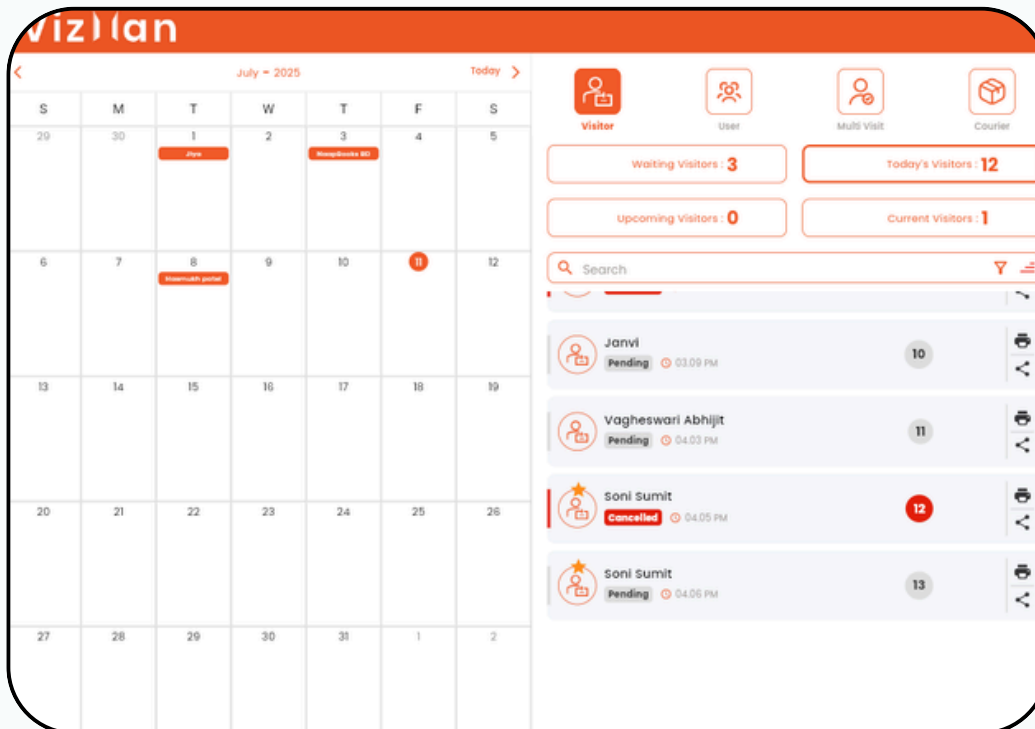 July - 2025
Today
S M T W T F S
29 30 1 2 3 4 5
Jiya
6 7 8 9 10 11 12
Hasmukh patel
13 14 15 16 17 18 19
20 21 22 23 24 25 26
27 28 29 30 31 1 2
Visitor User Multi Visit Courier
Waiting Visitors : 3
Today's Visitors : 12
Upcoming Visitors : 0
Current Visitors : 1
Search
Janvi
Pending 03.09 PM
10
Vagheswari Abhijit
Pending 04.03 PM
11
Soni Sumit
Cancelled 04.05 PM
12
Soni Sumit
Pending 04.06 PM
13